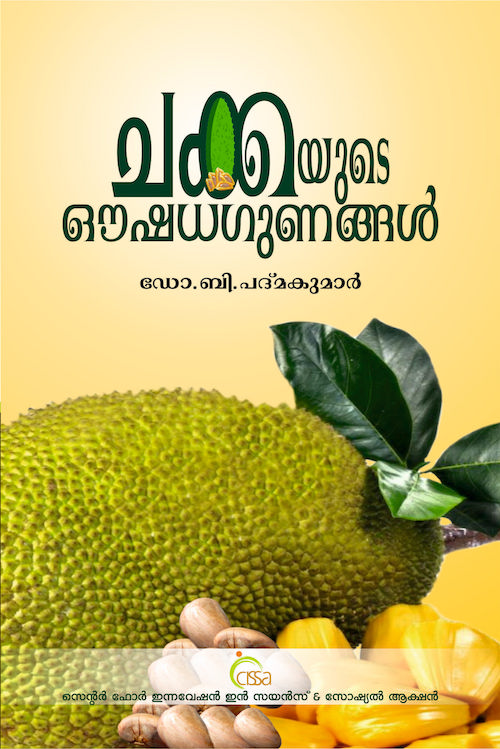 ചക്കയുടെ
ഔഷധഗുണങ്ങൾ
ഡോ.ബി.പദ്മകുമാർ
cissa
സെന്റർ ഫോർ ഇന്നവേഷൻ ഇൻ സയൻസ് & സോഷ്യൽ ആക്ഷൻ